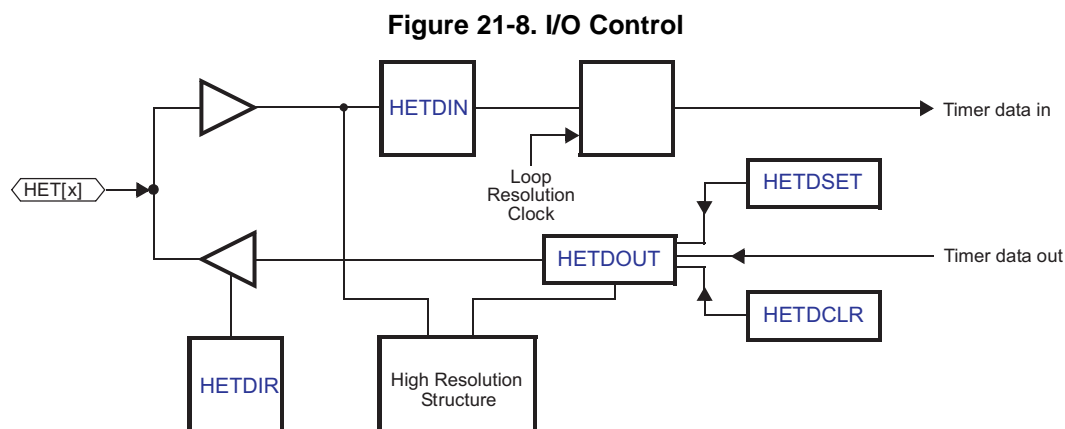 Figure 21-8. I/O Control
HETDIN
Timer data in
HET[x]
Loop
Resolution
Clock
HETDSET
HETDOUT
Timer data out
HETDCLR
HETDIR
High Resolution
Structure